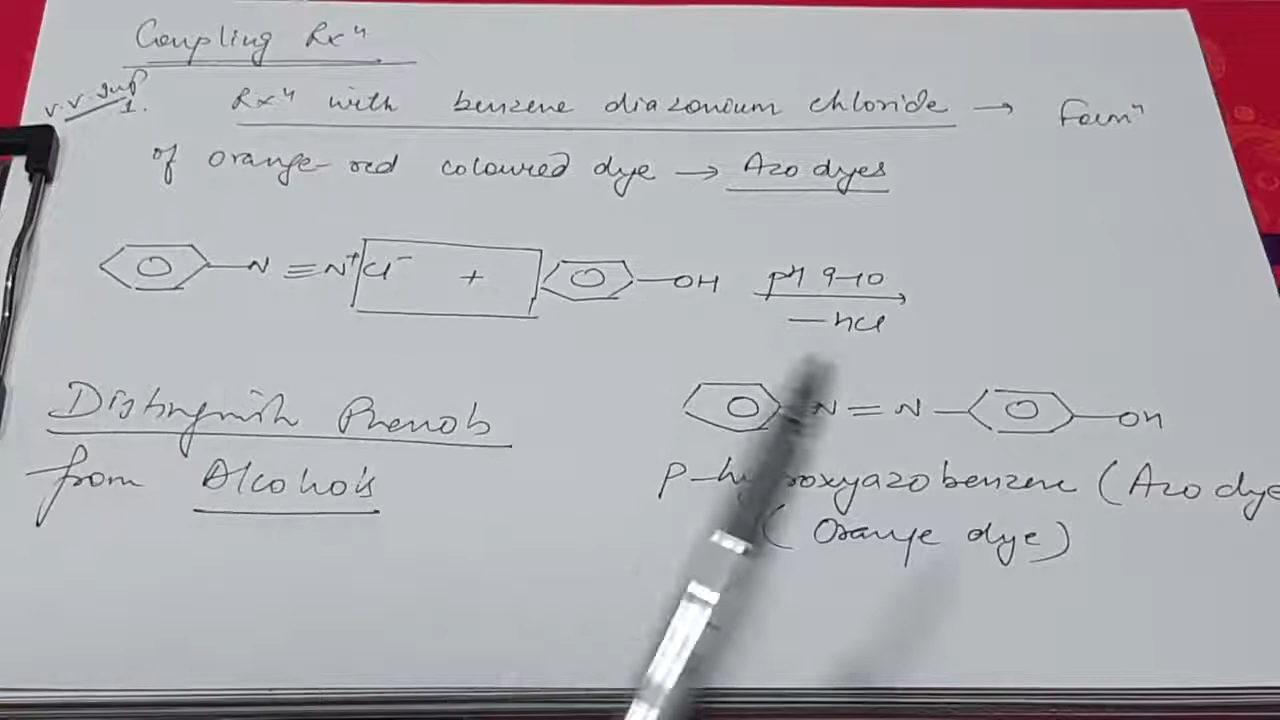 Coupling Rxⁿ
v.v.Imp
1. Rxⁿ with benzene diazonium chloride → Formⁿ
of orange-red coloured dye → Azo dyes
N≡N⁺Cl⁻ + OH pH 9-10
-HCl
Distinguish Phenols
N=N OH
from Alcohols
p-hydroxyazobenzene (Azo dye
(Orange dye)